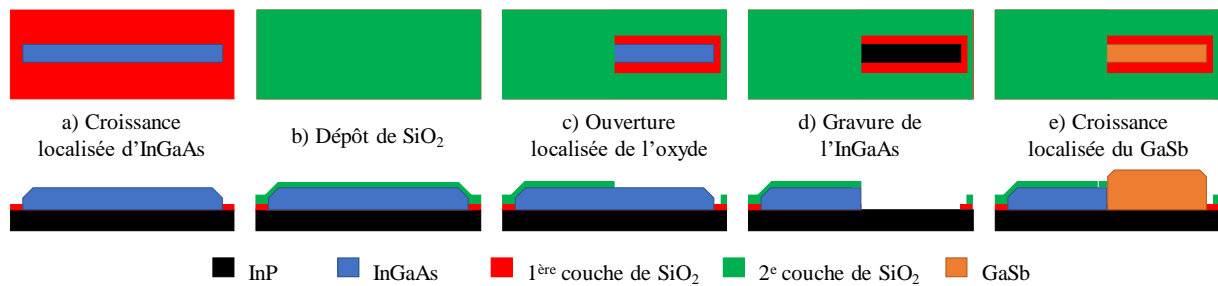 a) Croissance
localisée d'InGaAs
b) Dépôt de SiO₂
c) Ouverture
localisée de l'oxyde
d) Gravure de
l'InGaAs
e) Croissance
localisée du GaSb
InP InGaAs 1ère couche de SiO₂ 2e couche de SiO₂ GaSb